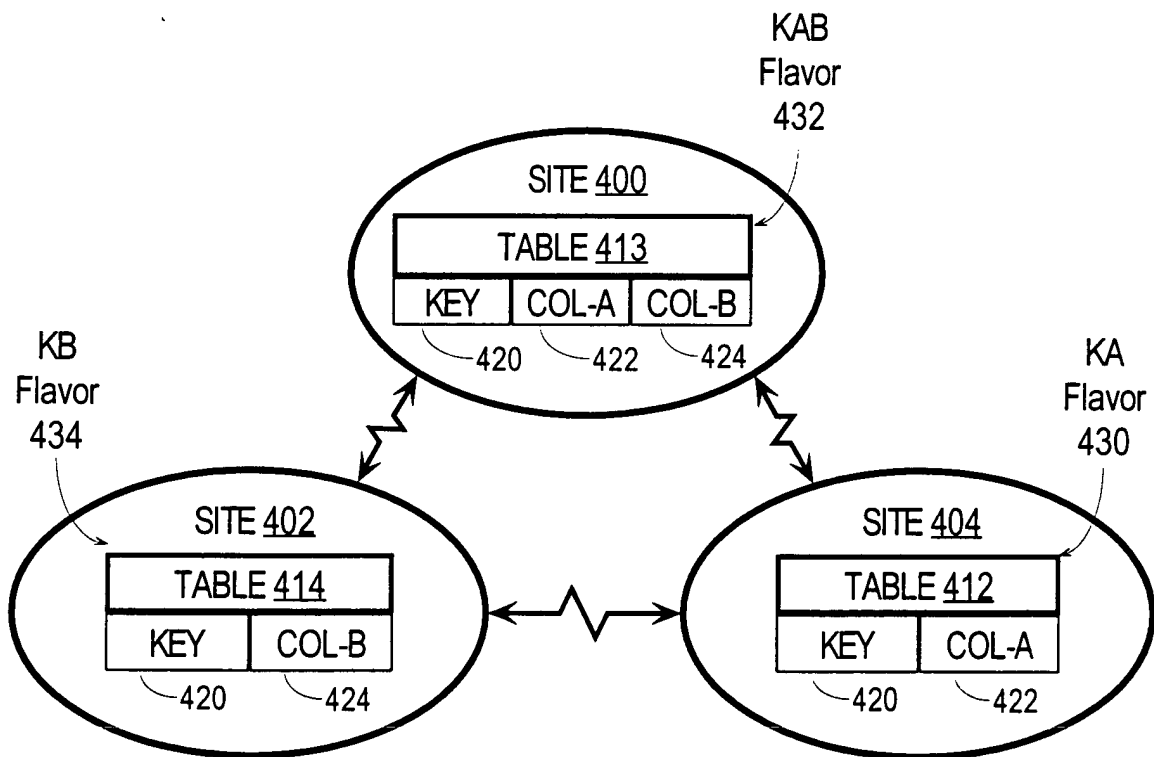 KAB
Flavor
432
SITE 400
TABLE 413
KEY COL-A COL-B
420 422 424
KB
Flavor
434
KA
Flavor
430
SITE 402
TABLE 414
KEY COL-B
420 424
SITE 404
TABLE 412
KEY COL-A
420 422